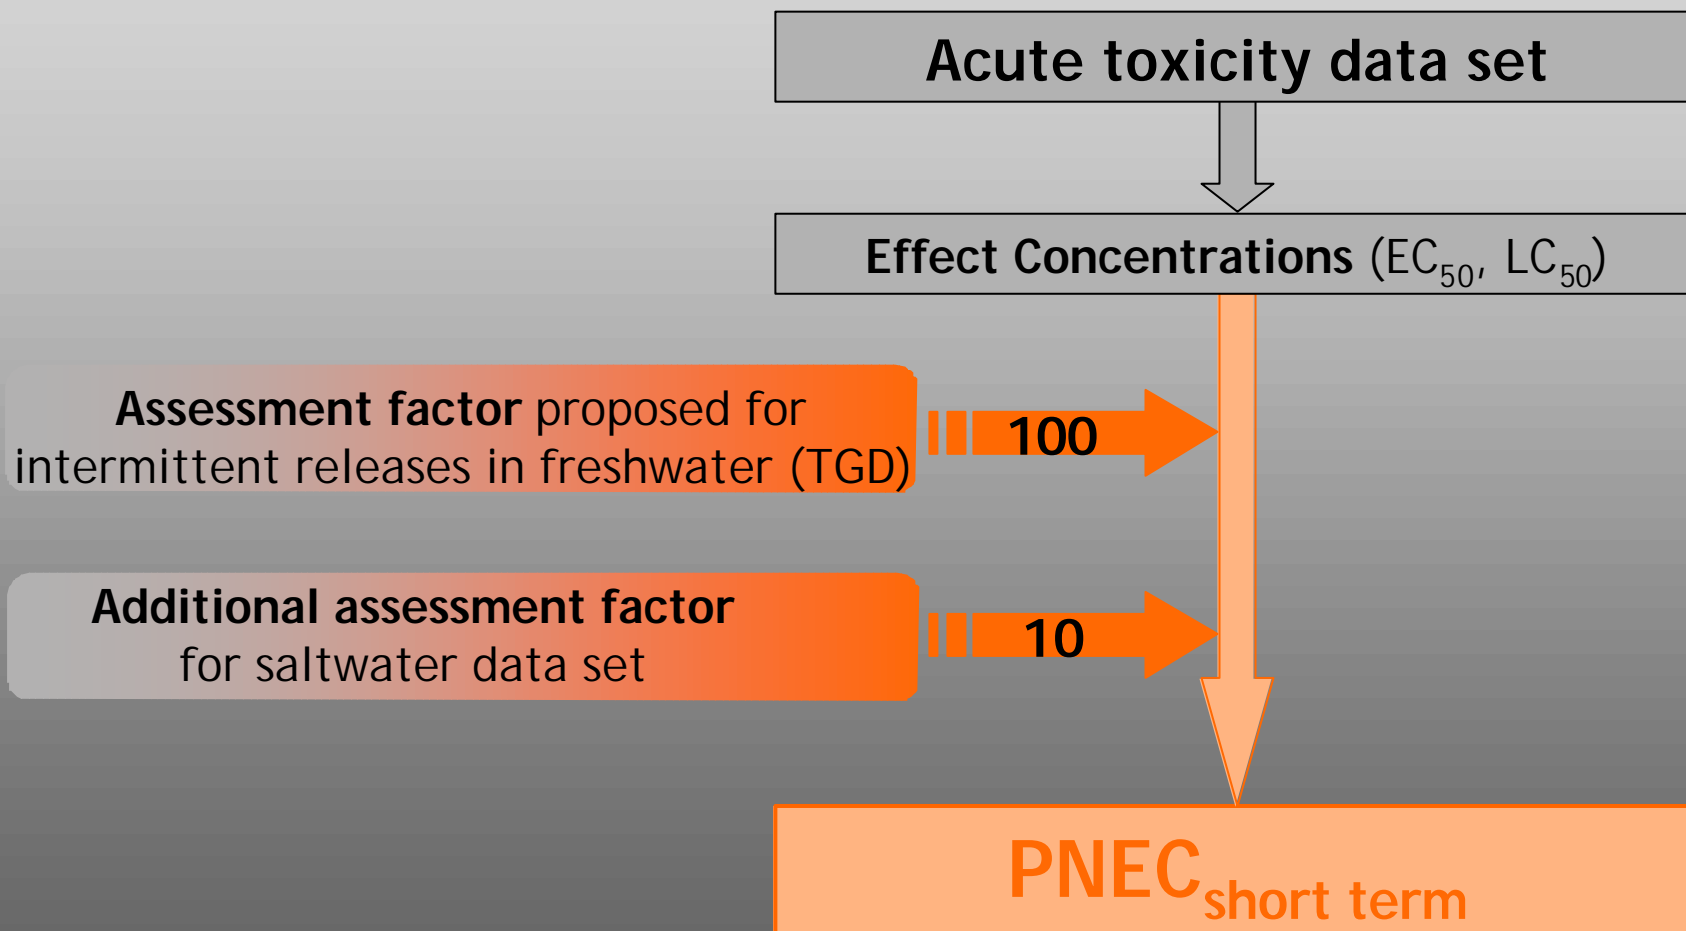 Acute toxicity data set
Effect Concentrations (EC50, LC50)
Assessment factor proposed for
intermittent releases in freshwater (TGD)
100
Additional assessment factor
for saltwater data set
10
PNECshort term